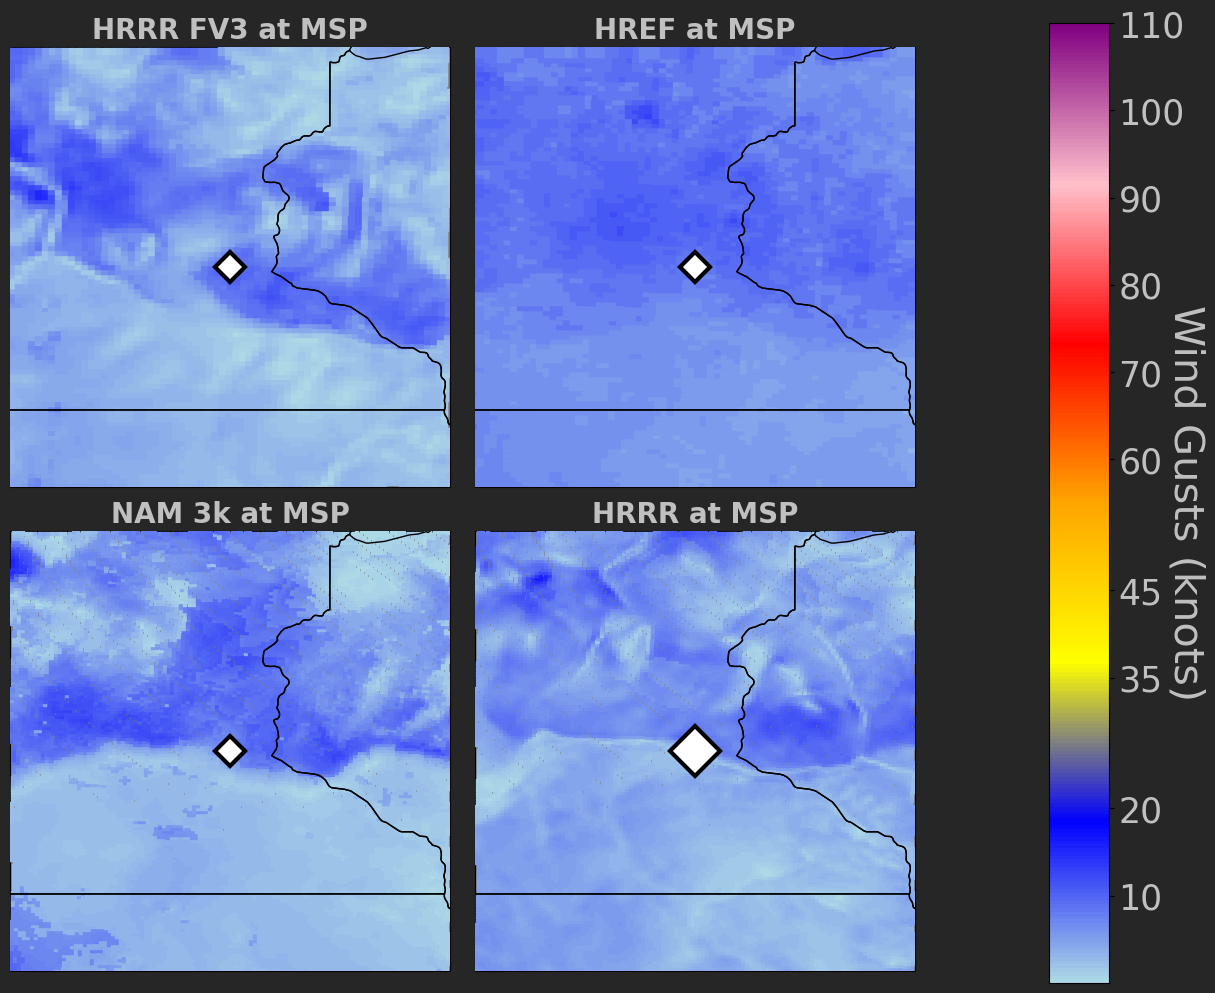 HRRR FV3 at MSP
HREF at MSP
NAM 3k at MSP
HRRR at MSP
110
100
90
80
70
60
45
35
20
10
Wind Gusts (knots)